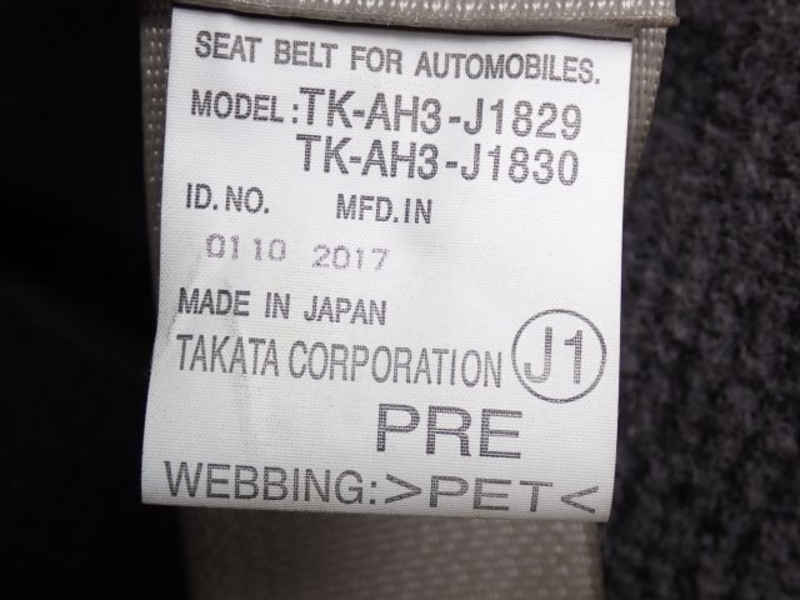 SEAT BELT FOR AUTOMOBILES.
MODEL:TK-AH3-J1829
TK-AH3-J1830
ID.NO. MFD.IN
0110 2017
MADE IN JAPAN
TAKATA CORPORATION J1
PRE
WEBBING:>PET<